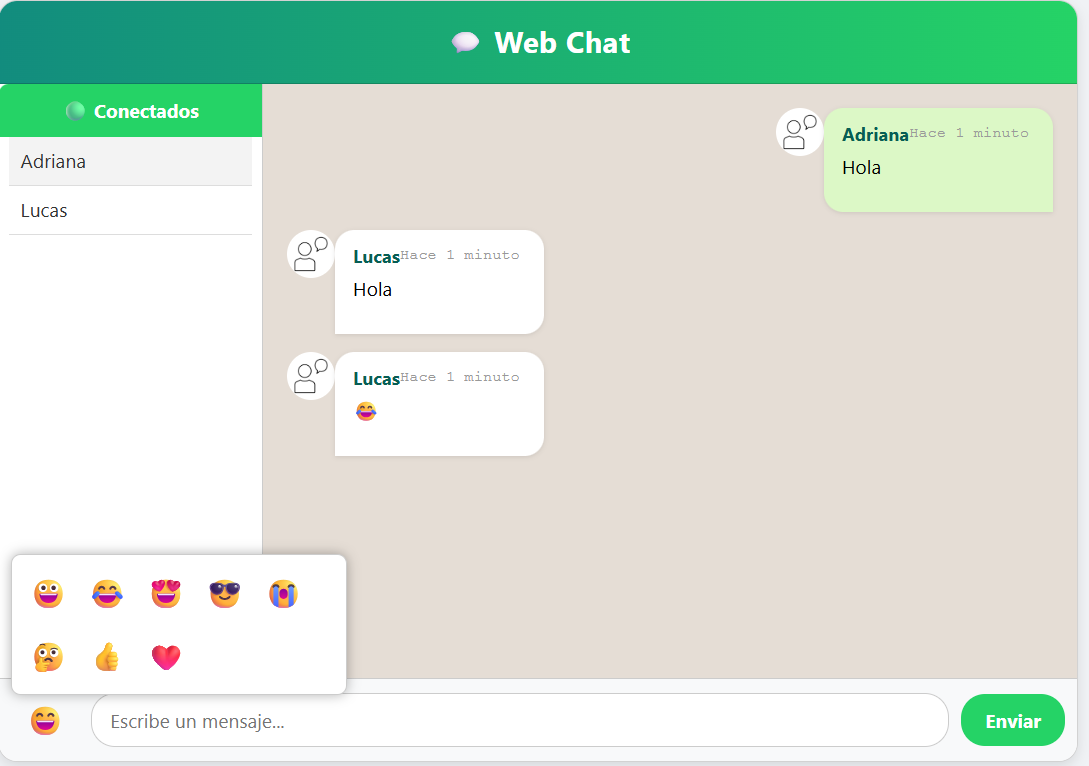 💬 Web Chat
Conectados
Adriana
Lucas
Adriana Hace 1 minuto
Hola
Lucas Hace 1 minuto
Hola
Lucas Hace 1 minuto
😂
😀 😂 😍 😎 😭
🤔 👍 ❤️
😄 Escribe un mensaje... Enviar